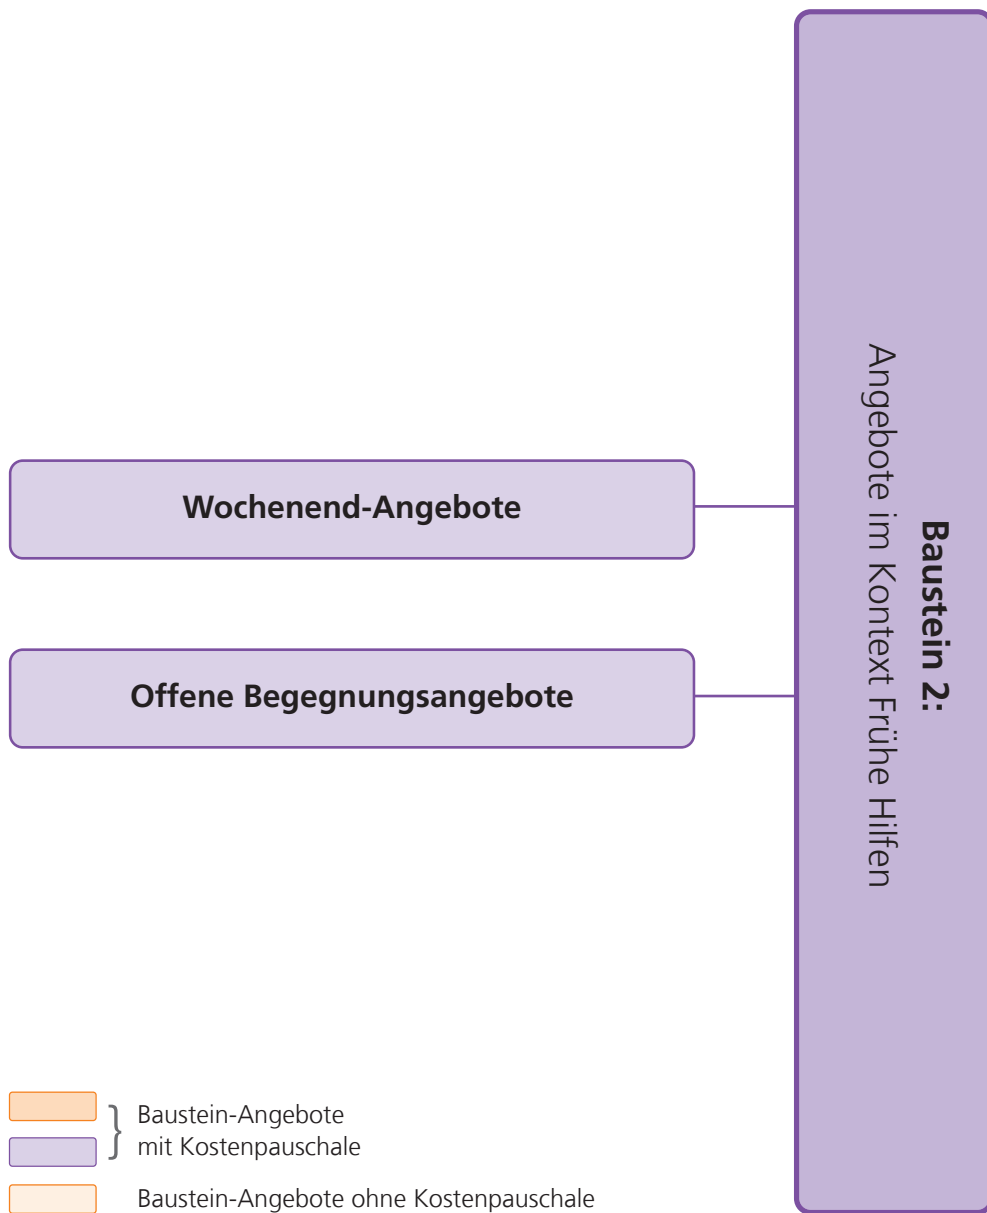 Baustein 2:
Angebote im Kontext Frühe Hilfen
Wochenend-Angebote
Offene Begegnungsangebote
Baustein-Angebote
mit Kostenpauschale
Baustein-Angebote ohne Kostenpauschale